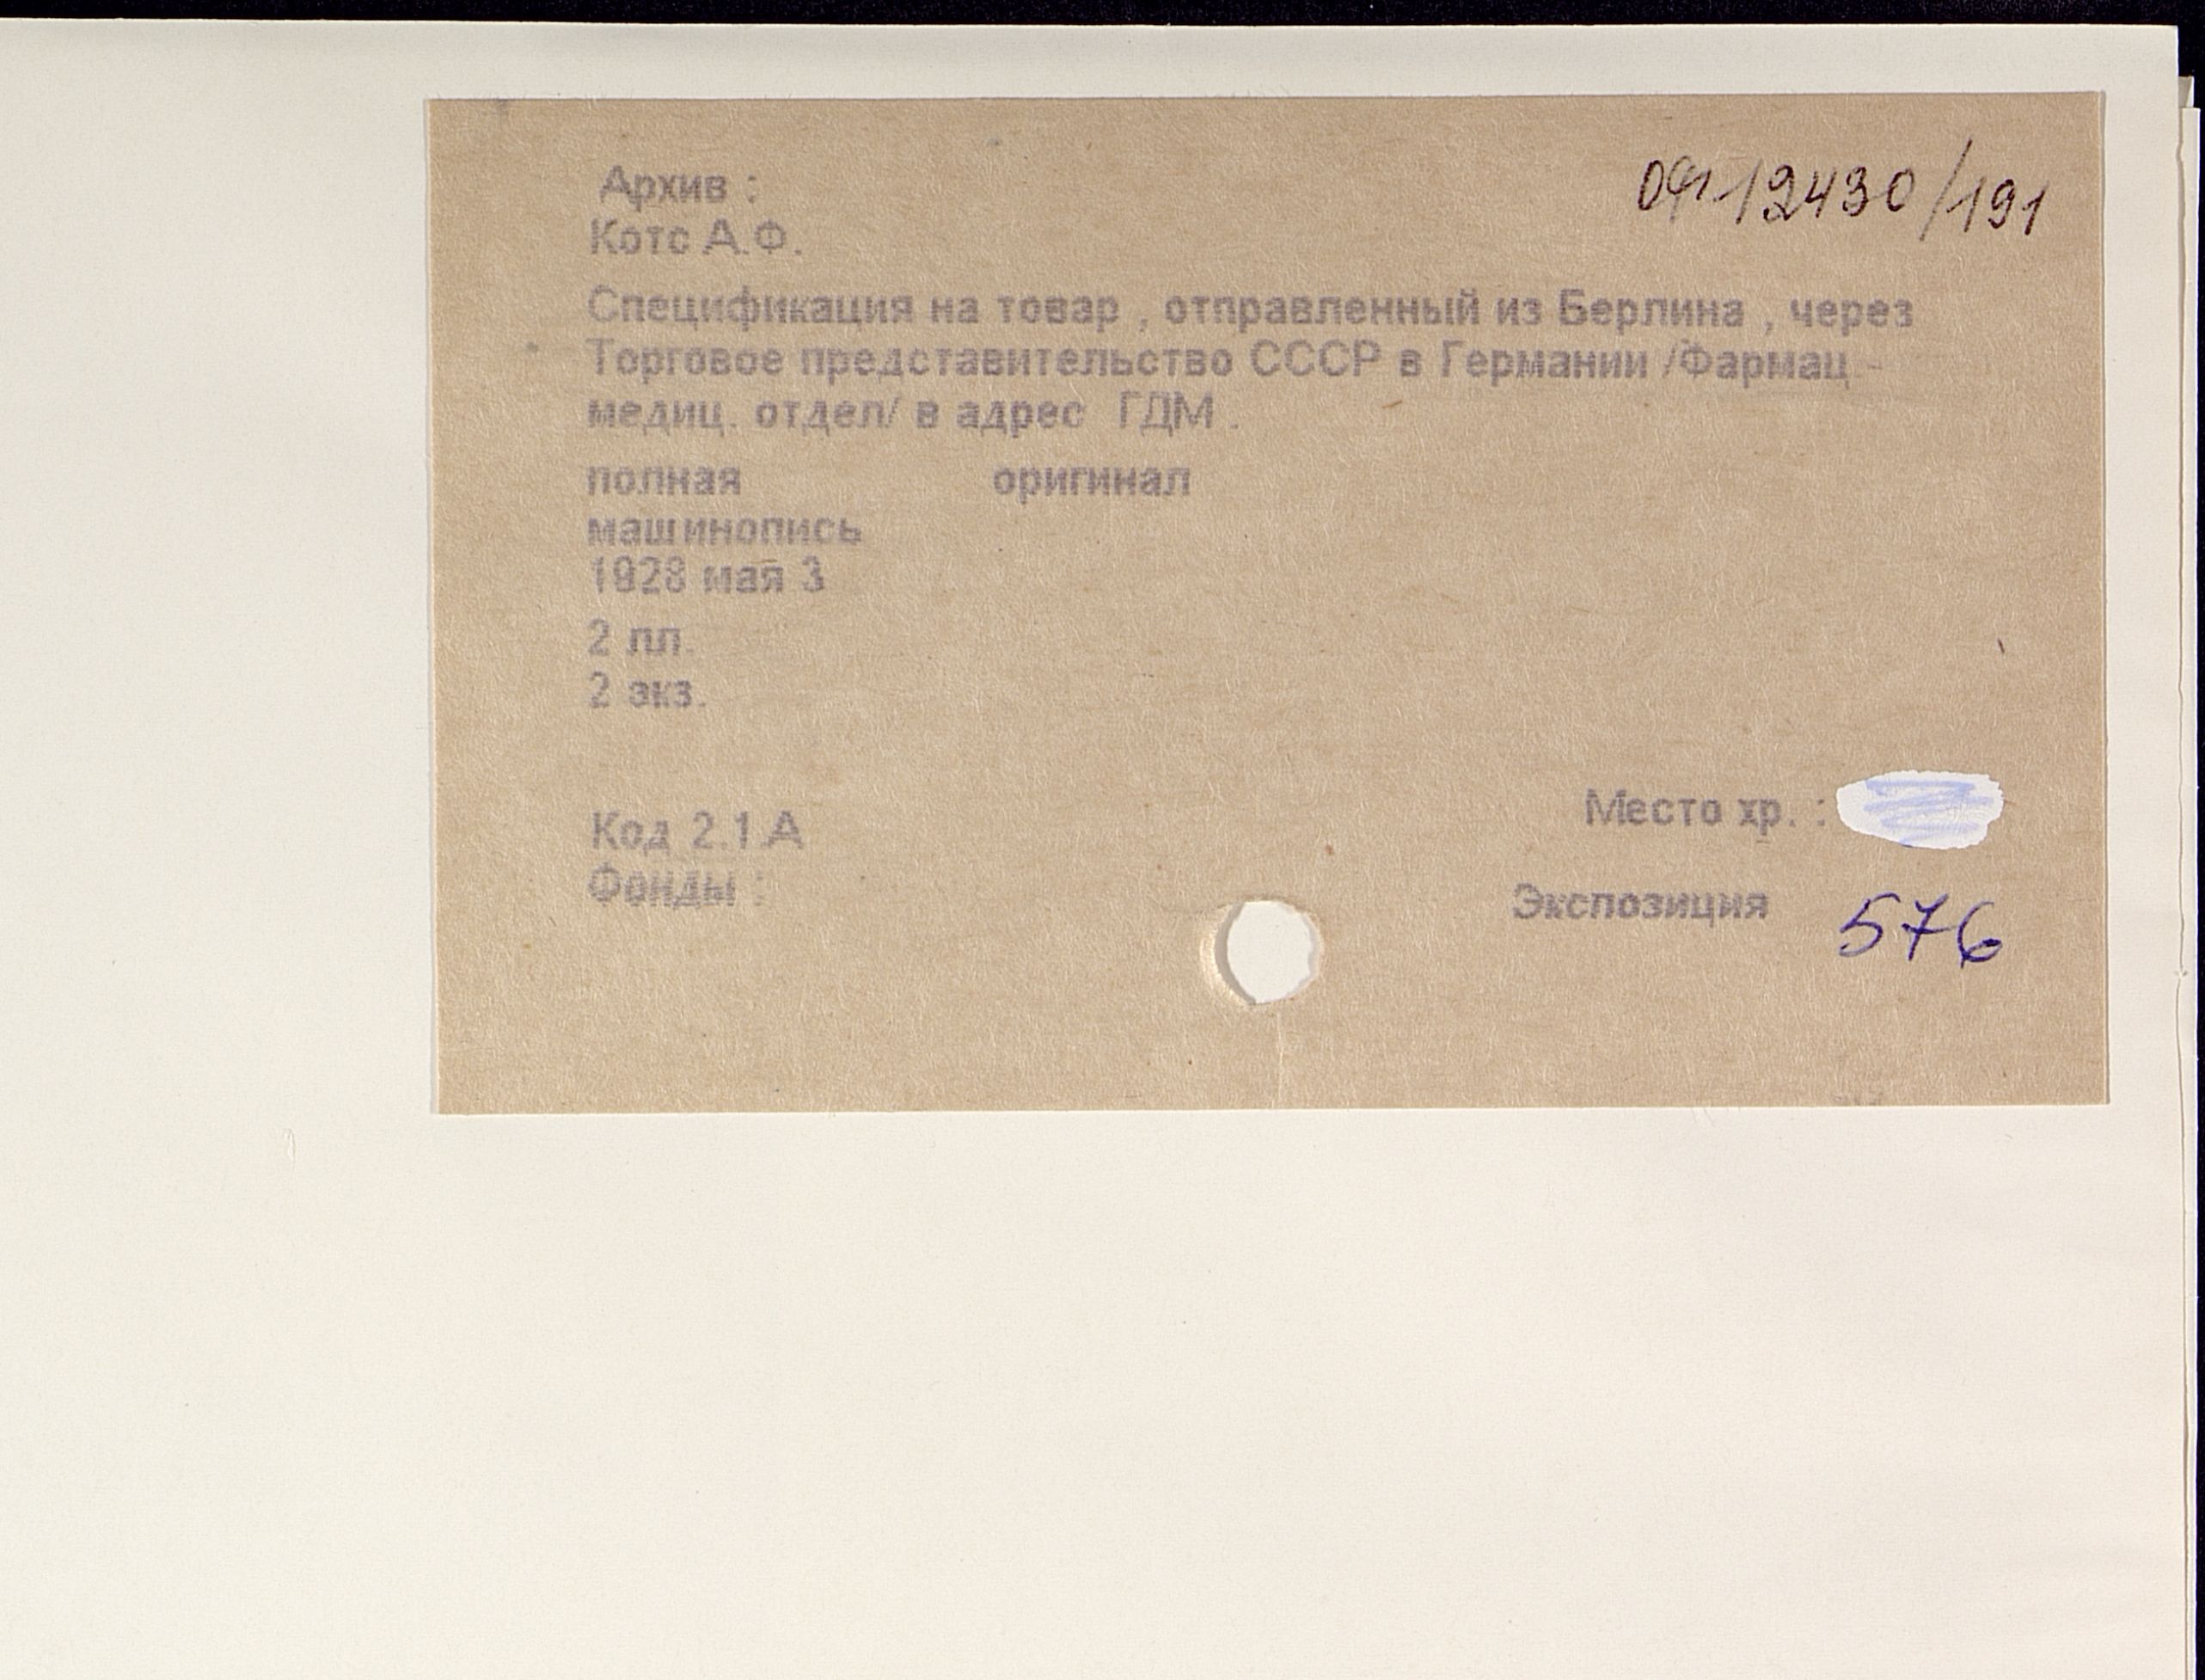 Архив :
ОФ 12430/191
Котс А.Ф.
Спецификация на товар , отправленный из Берлина , через
Торговое представительство СССР в Германии /Фармац.-
медиц. отдел/ в адрес ГДМ .
полная оригинал
машинопись
1928 мая 3
2 лл.
2 экз.
Место хр. :
Код 2.1.А
Фонды :
Экспозиция 576